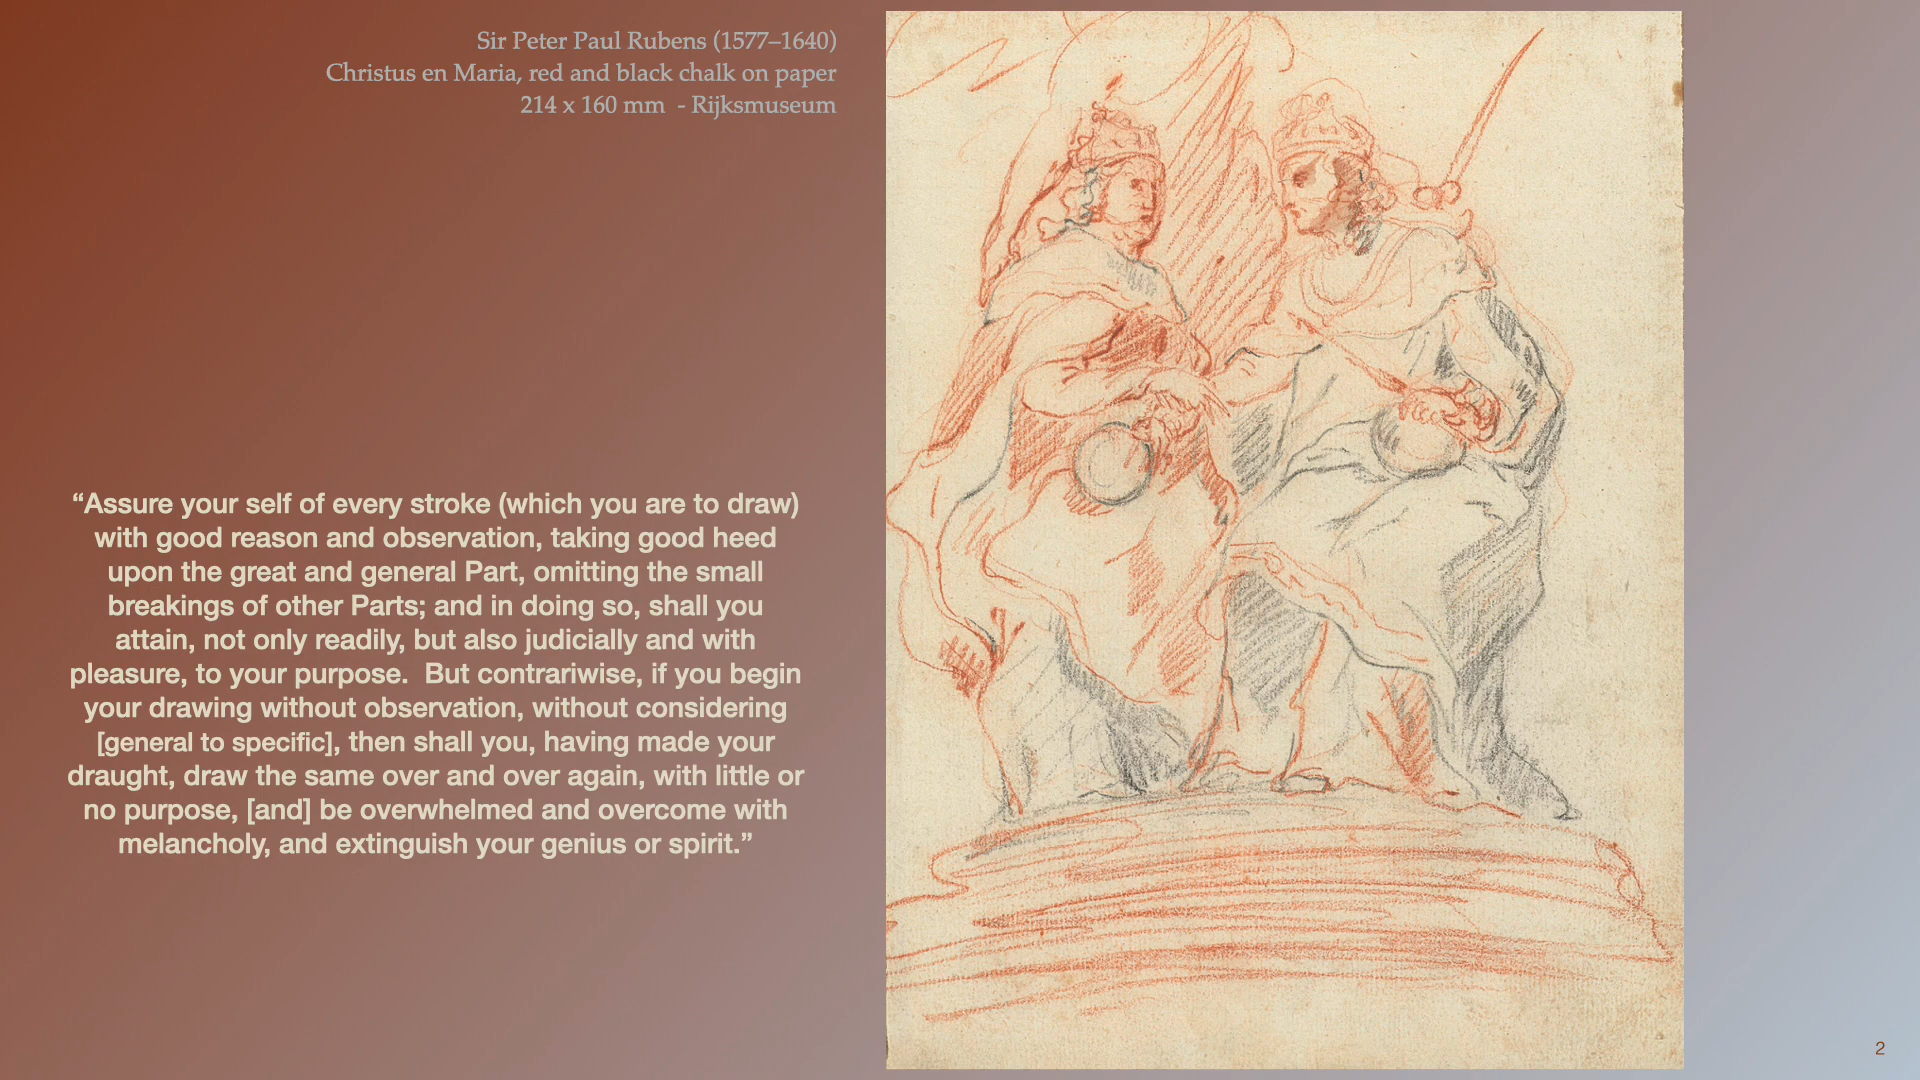 Sir Peter Paul Rubens (1577–1640)
Christus en Maria, red and black chalk on paper
214 x 160 mm  - Rijksmuseum
“Assure your self of every stroke (which you are to draw)
with good reason and observation, taking good heed
upon the great and general Part, omitting the small
breakings of other Parts; and in doing so, shall you
attain, not only readily, but also judicially and with
pleasure, to your purpose.  But contrariwise, if you begin
your drawing without observation, without considering
[general to specific], then shall you, having made your
draught, draw the same over and over again, with little or
no purpose, [and] be overwhelmed and overcome with
melancholy, and extinguish your genius or spirit.”
2